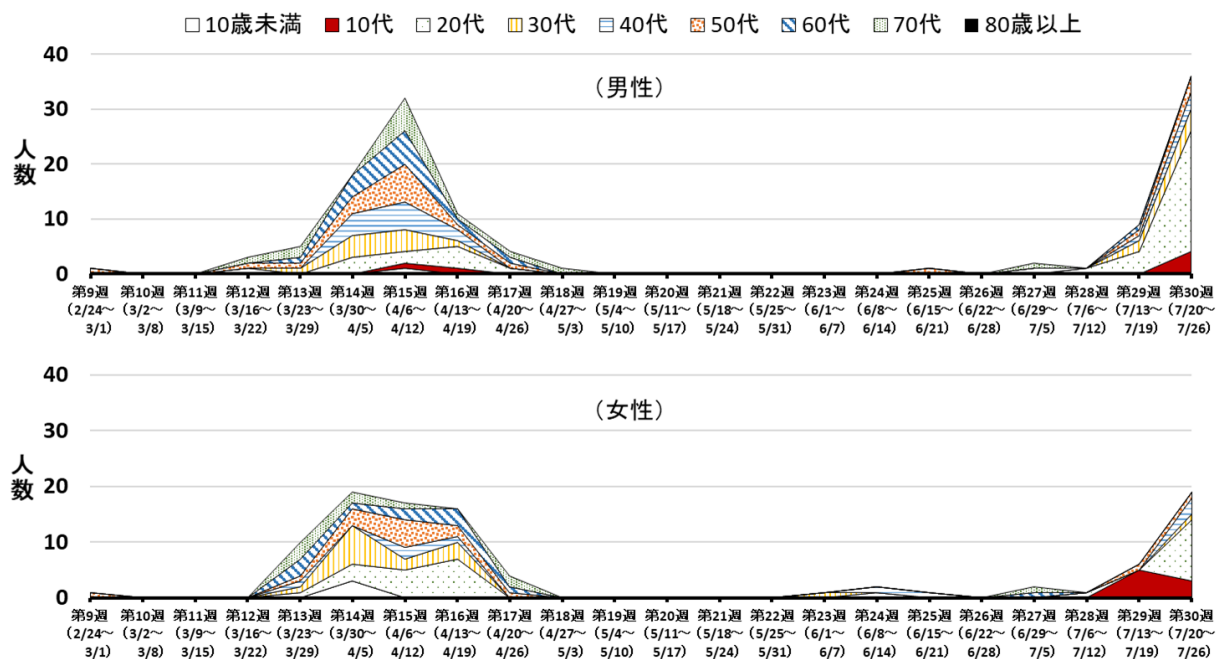 □10歳未満 ■10代 □20代 □30代 □40代 □50代 □60代 □70代 ■80歳以上
（男性）
人数
40
30
20
10
0
第9週 第10週 第11週 第12週 第13週 第14週 第15週 第16週 第17週 第18週 第19週 第20週 第21週 第22週 第23週 第24週 第25週 第26週 第27週 第28週 第29週 第30週
（2/24～ （3/2～ （3/9～ （3/16～ （3/23～ （3/30～ （4/6～ （4/13～ （4/20～ （4/27～ （5/4～ （5/11～ （5/18～ （5/25～ （6/1～ （6/8～ （6/15～ （6/22～ （6/29～ （7/6～ （7/13～ （7/20～
3/1） 3/8） 3/15） 3/22） 3/29） 4/5） 4/12） 4/19） 4/26） 5/3） 5/10） 5/17） 5/24） 5/31） 6/7） 6/14） 6/21） 6/28） 7/5） 7/12） 7/19） 7/26）
（女性）
人数
40
30
20
10
0
第9週 第10週 第11週 第12週 第13週 第14週 第15週 第16週 第17週 第18週 第19週 第20週 第21週 第22週 第23週 第24週 第25週 第26週 第27週 第28週 第29週 第30週
（2/24～ （3/2～ （3/9～ （3/16～ （3/23～ （3/30～ （4/6～ （4/13～ （4/20～ （4/27～ （5/4～ （5/11～ （5/18～ （5/25～ （6/1～ （6/8～ （6/15～ （6/22～ （6/29～ （7/6～ （7/13～ （7/20～
3/1） 3/8） 3/15） 3/22） 3/29） 4/5） 4/12） 4/19） 4/26） 5/3） 5/10） 5/17） 5/24） 5/31） 6/7） 6/14） 6/21） 6/28） 7/5） 7/12） 7/19） 7/26）